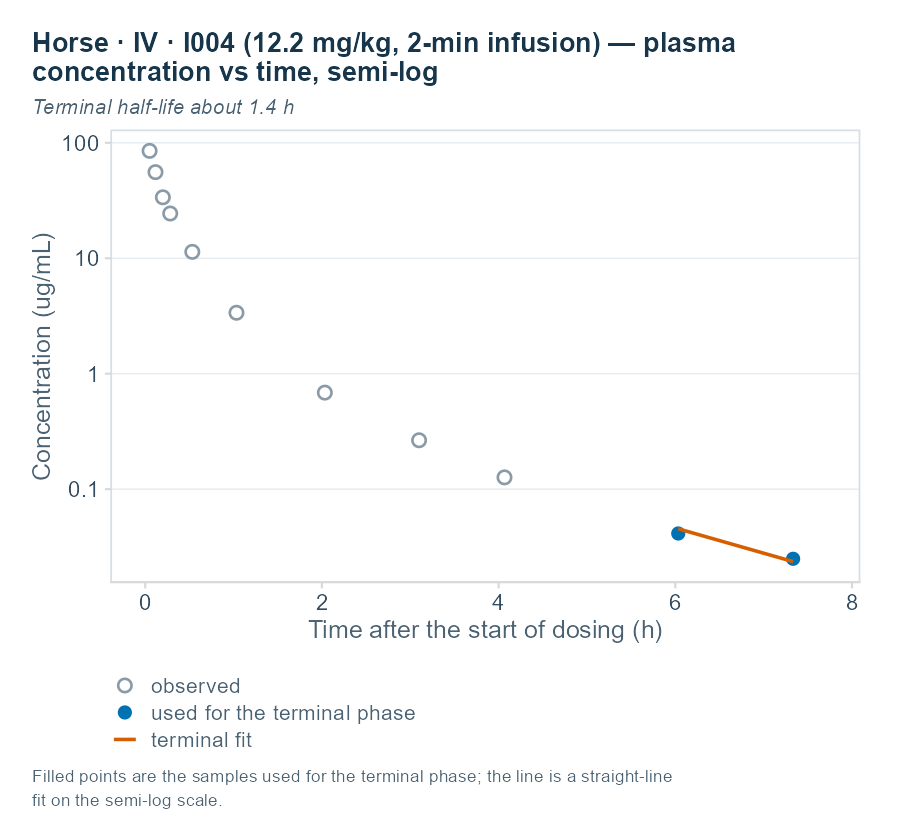 Horse · IV · I004 (12.2 mg/kg, 2-min infusion) — plasma
concentration vs time, semi-log
Terminal half-life about 1.4 h
100
10
1
0.1
Concentration (ug/mL)
0 2 4 6 8
Time after the start of dosing (h)
observed
used for the terminal phase
terminal fit
Filled points are the samples used for the terminal phase; the line is a straight-line
fit on the semi-log scale.